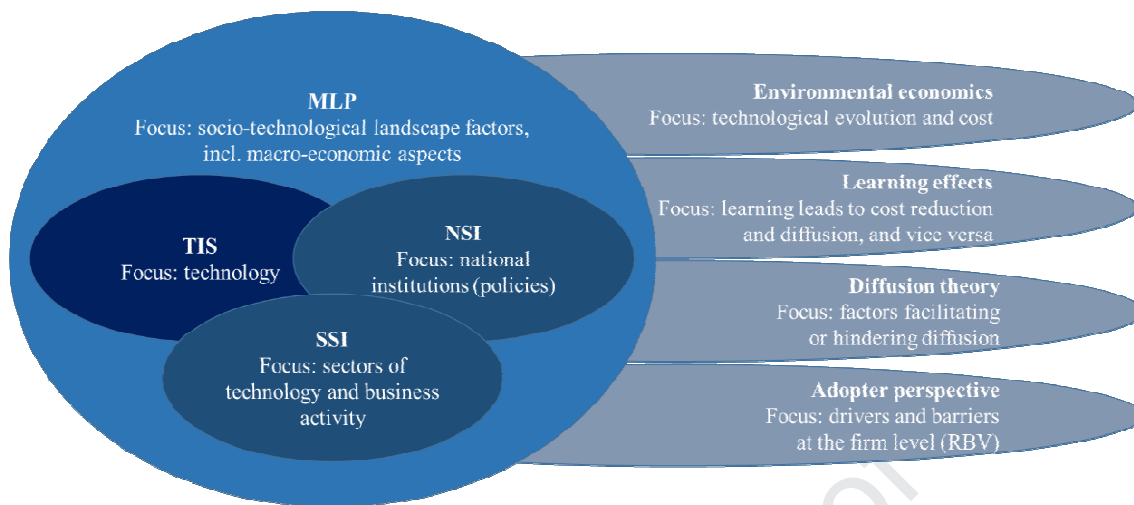 MLP
Focus: socio-technological landscape factors,
incl. macro-economic aspects
TIS
Focus: technology
NSI
Focus: national
institutions (policies)
SSI
Focus: sectors of
technology and business
activity
Environmental economics
Focus: technological evolution and cost
Learning effects
Focus: learning leads to cost reduction
and diffusion, and vice versa
Diffusion theory
Focus: factors facilitating
or hindering diffusion
Adopter perspective
Focus: drivers and barriers
at the firm level (RBV)